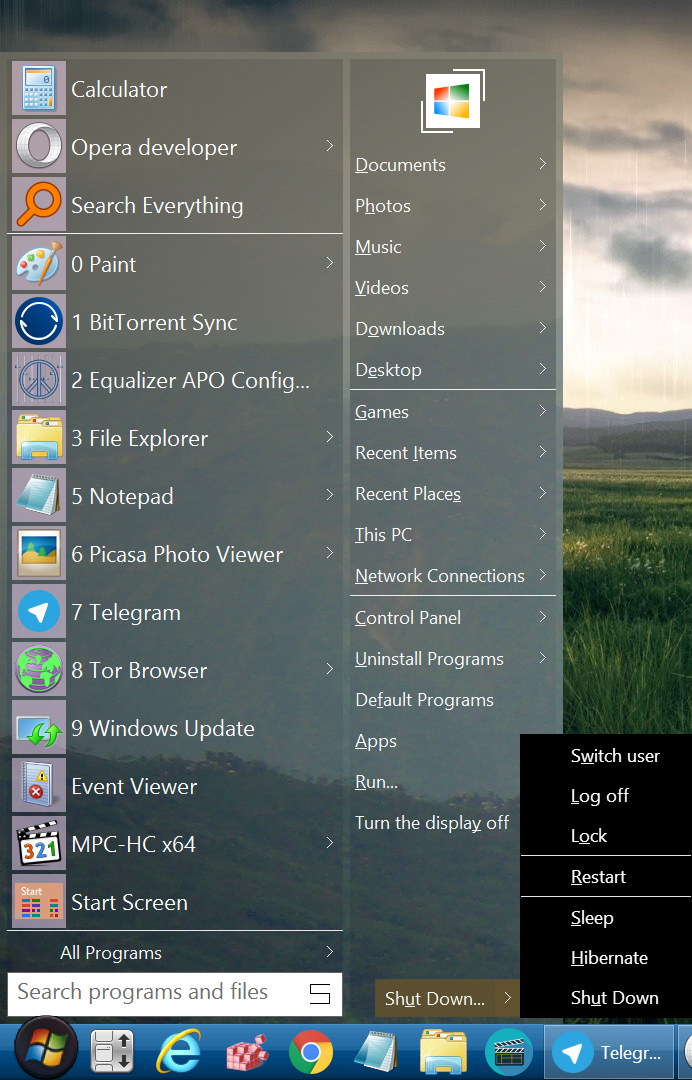 Calculator
Opera developer
Search Everything
0 Paint
1 BitTorrent Sync
2 Equalizer APO Config...
3 File Explorer
5 Notepad
6 Picasa Photo Viewer
7 Telegram
8 Tor Browser
9 Windows Update
Event Viewer
321
MPC-HC x64
Start
Start Screen
All Programs
Search programs and files
Documents
Photos
Music
Videos
Downloads
Desktop
Games
Recent Items
Recent Places
This PC
Network Connections
Control Panel
Uninstall Programs
Default Programs
Apps
Run...
Turn the display off
Shut Down...
Switch user
Log off
Lock
Restart
Sleep
Hibernate
Shut Down
Telegr...